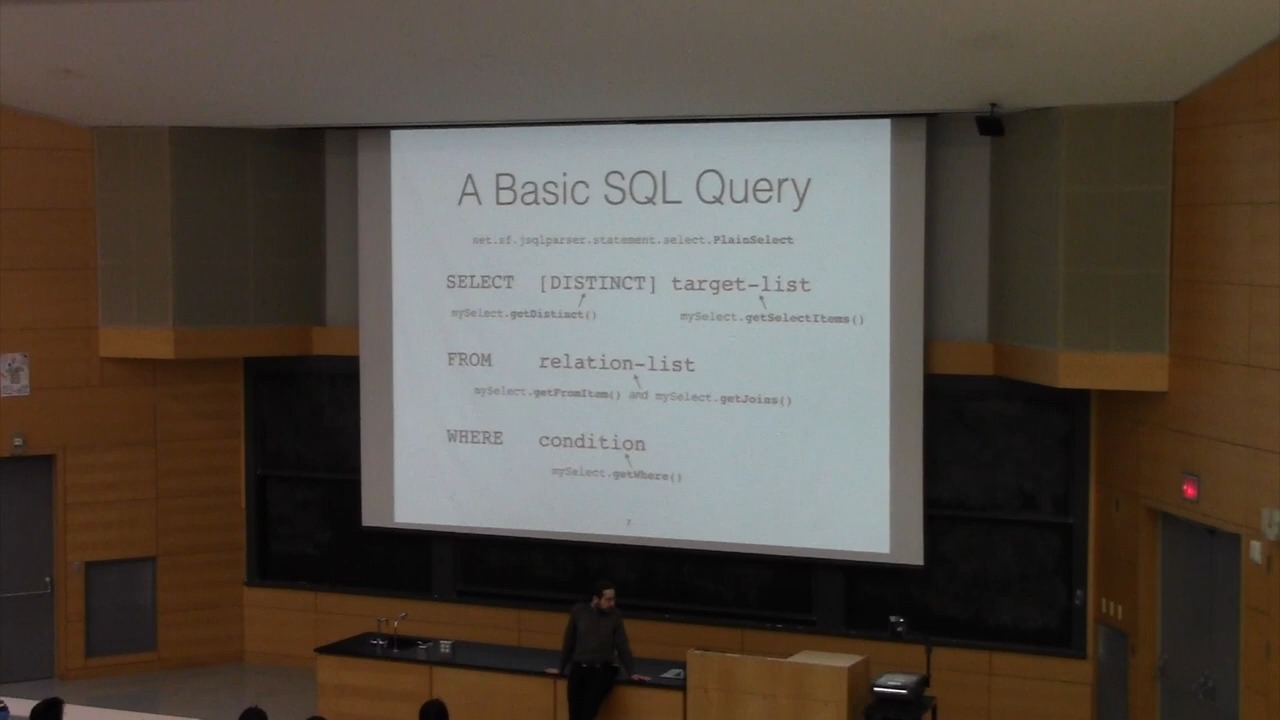 A Basic SQL Query
net.sf.jsqlparser.statement.select.PlainSelect
SELECT [DISTINCT] target-list
mySelect.getDistinct() mySelect.getSelectItems()
FROM relation-list
mySelect.getFromItem() and mySelect.getJoins()
WHERE condition
mySelect.getWhere()
7